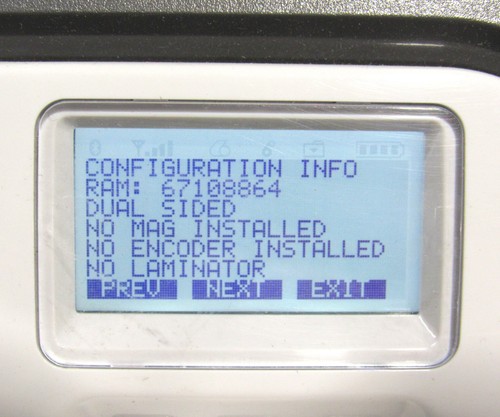 CONFIGURATION INFO
RAM: 67108864
DUAL SIDED
NO MAG INSTALLED
NO ENCODER INSTALLED
NO LAMINATOR
PREV NEXT EXIT